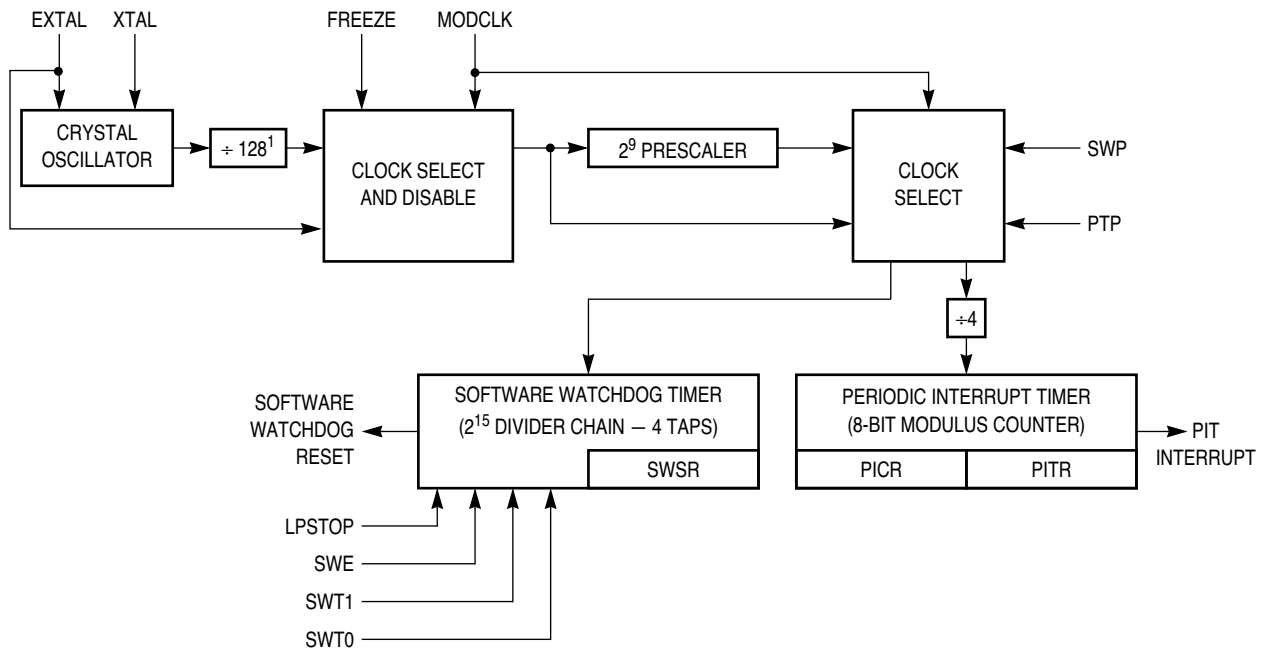 EXTAL XTAL FREEZE MODCLK
CRYSTAL
OSCILLATOR
÷ 128¹
CLOCK SELECT
AND DISABLE
2⁹ PRESCALER
CLOCK
SELECT
SWP
PTP
÷4
SOFTWARE
WATCHDOG
RESET
SOFTWARE WATCHDOG TIMER
(2¹⁵ DIVIDER CHAIN — 4 TAPS)
SWSR
PERIODIC INTERRUPT TIMER
(8-BIT MODULUS COUNTER)
PICR PITR
PIT
INTERRUPT
LPSTOP
SWE
SWT1
SWT0